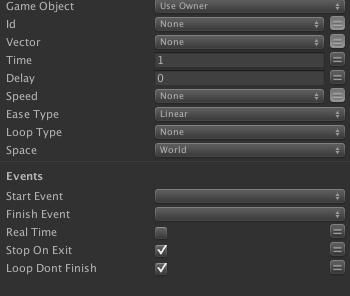 Game Object Use Owner
Id None
Vector None
Time 1
Delay 0
Speed None
Ease Type Linear
Loop Type None
Space World
Events
Start Event
Finish Event
Real Time
Stop On Exit
Loop Dont Finish